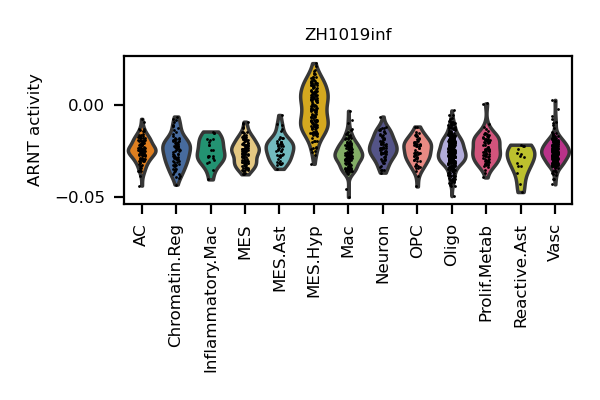 ZH1019inf
ARNT activity
0.00
−0.05
AC
Chromatin.Reg
Inflammatory.Mac
MES
MES.Ast
MES.Hyp
Mac
Neuron
OPC
Oligo
Prolif.Metab
Reactive.Ast
Vasc